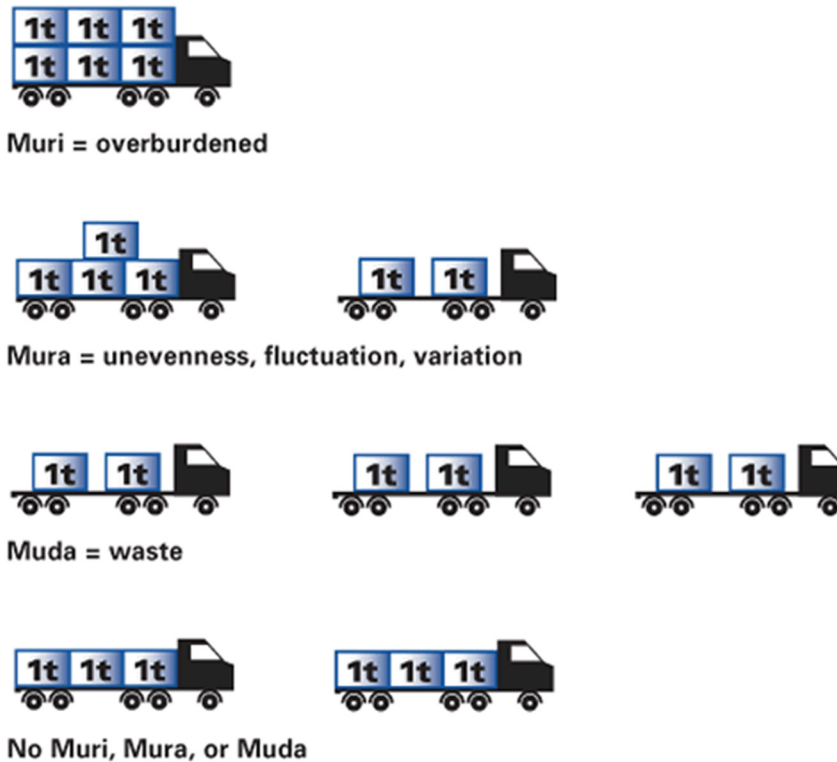 1t 1t 1t
1t 1t 1t
Muri = overburdened
1t
1t 1t 1t 1t 1t
Mura = unevenness, fluctuation, variation
1t 1t 1t 1t 1t 1t
Muda = waste
1t 1t 1t 1t 1t 1t
No Muri, Mura, or Muda